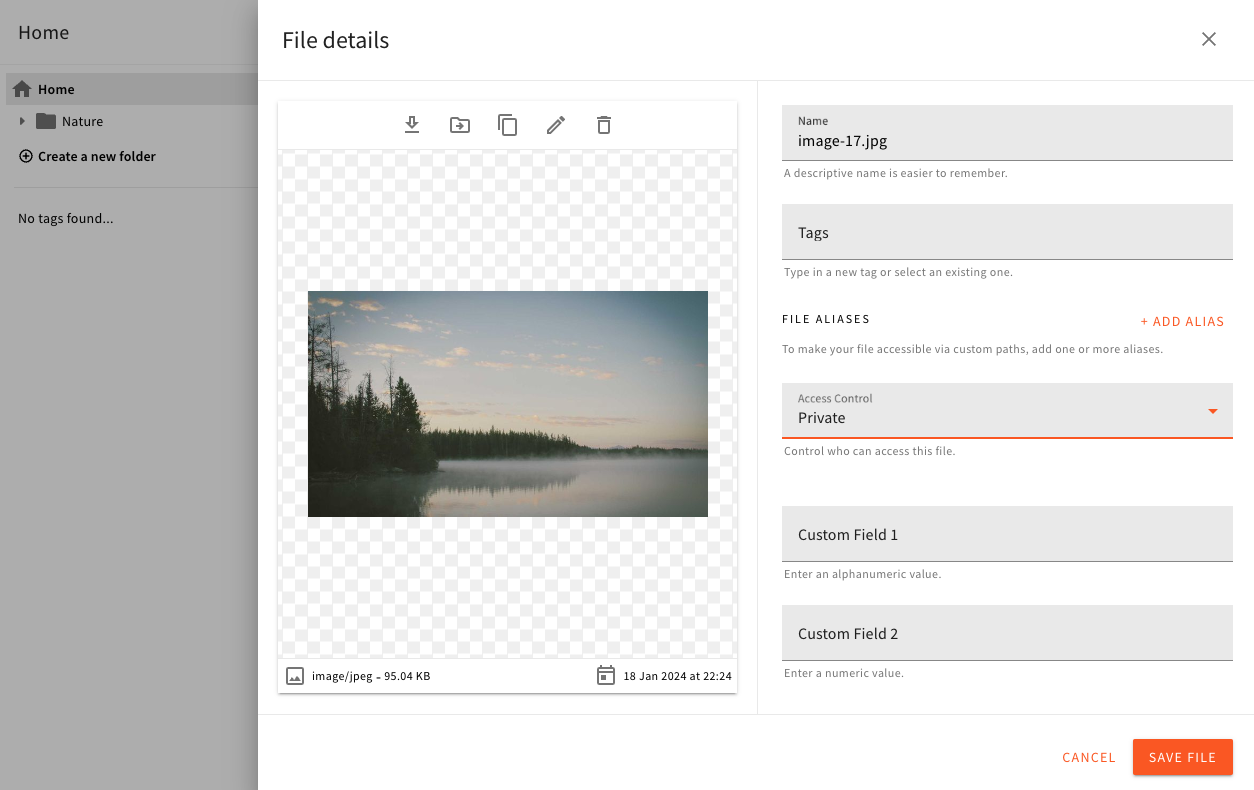 Home
Home
Nature
Create a new folder
No tags found...
File details
image/jpeg – 95.04 KB
18 Jan 2024 at 22:24
Name
image-17.jpg
A descriptive name is easier to remember.
Tags
Type in a new tag or select an existing one.
FILE ALIASES
+ ADD ALIAS
To make your file accessible via custom paths, add one or more aliases.
Access Control
Private
Control who can access this file.
Custom Field 1
Enter an alphanumeric value.
Custom Field 2
Enter a numeric value.
CANCEL
SAVE FILE